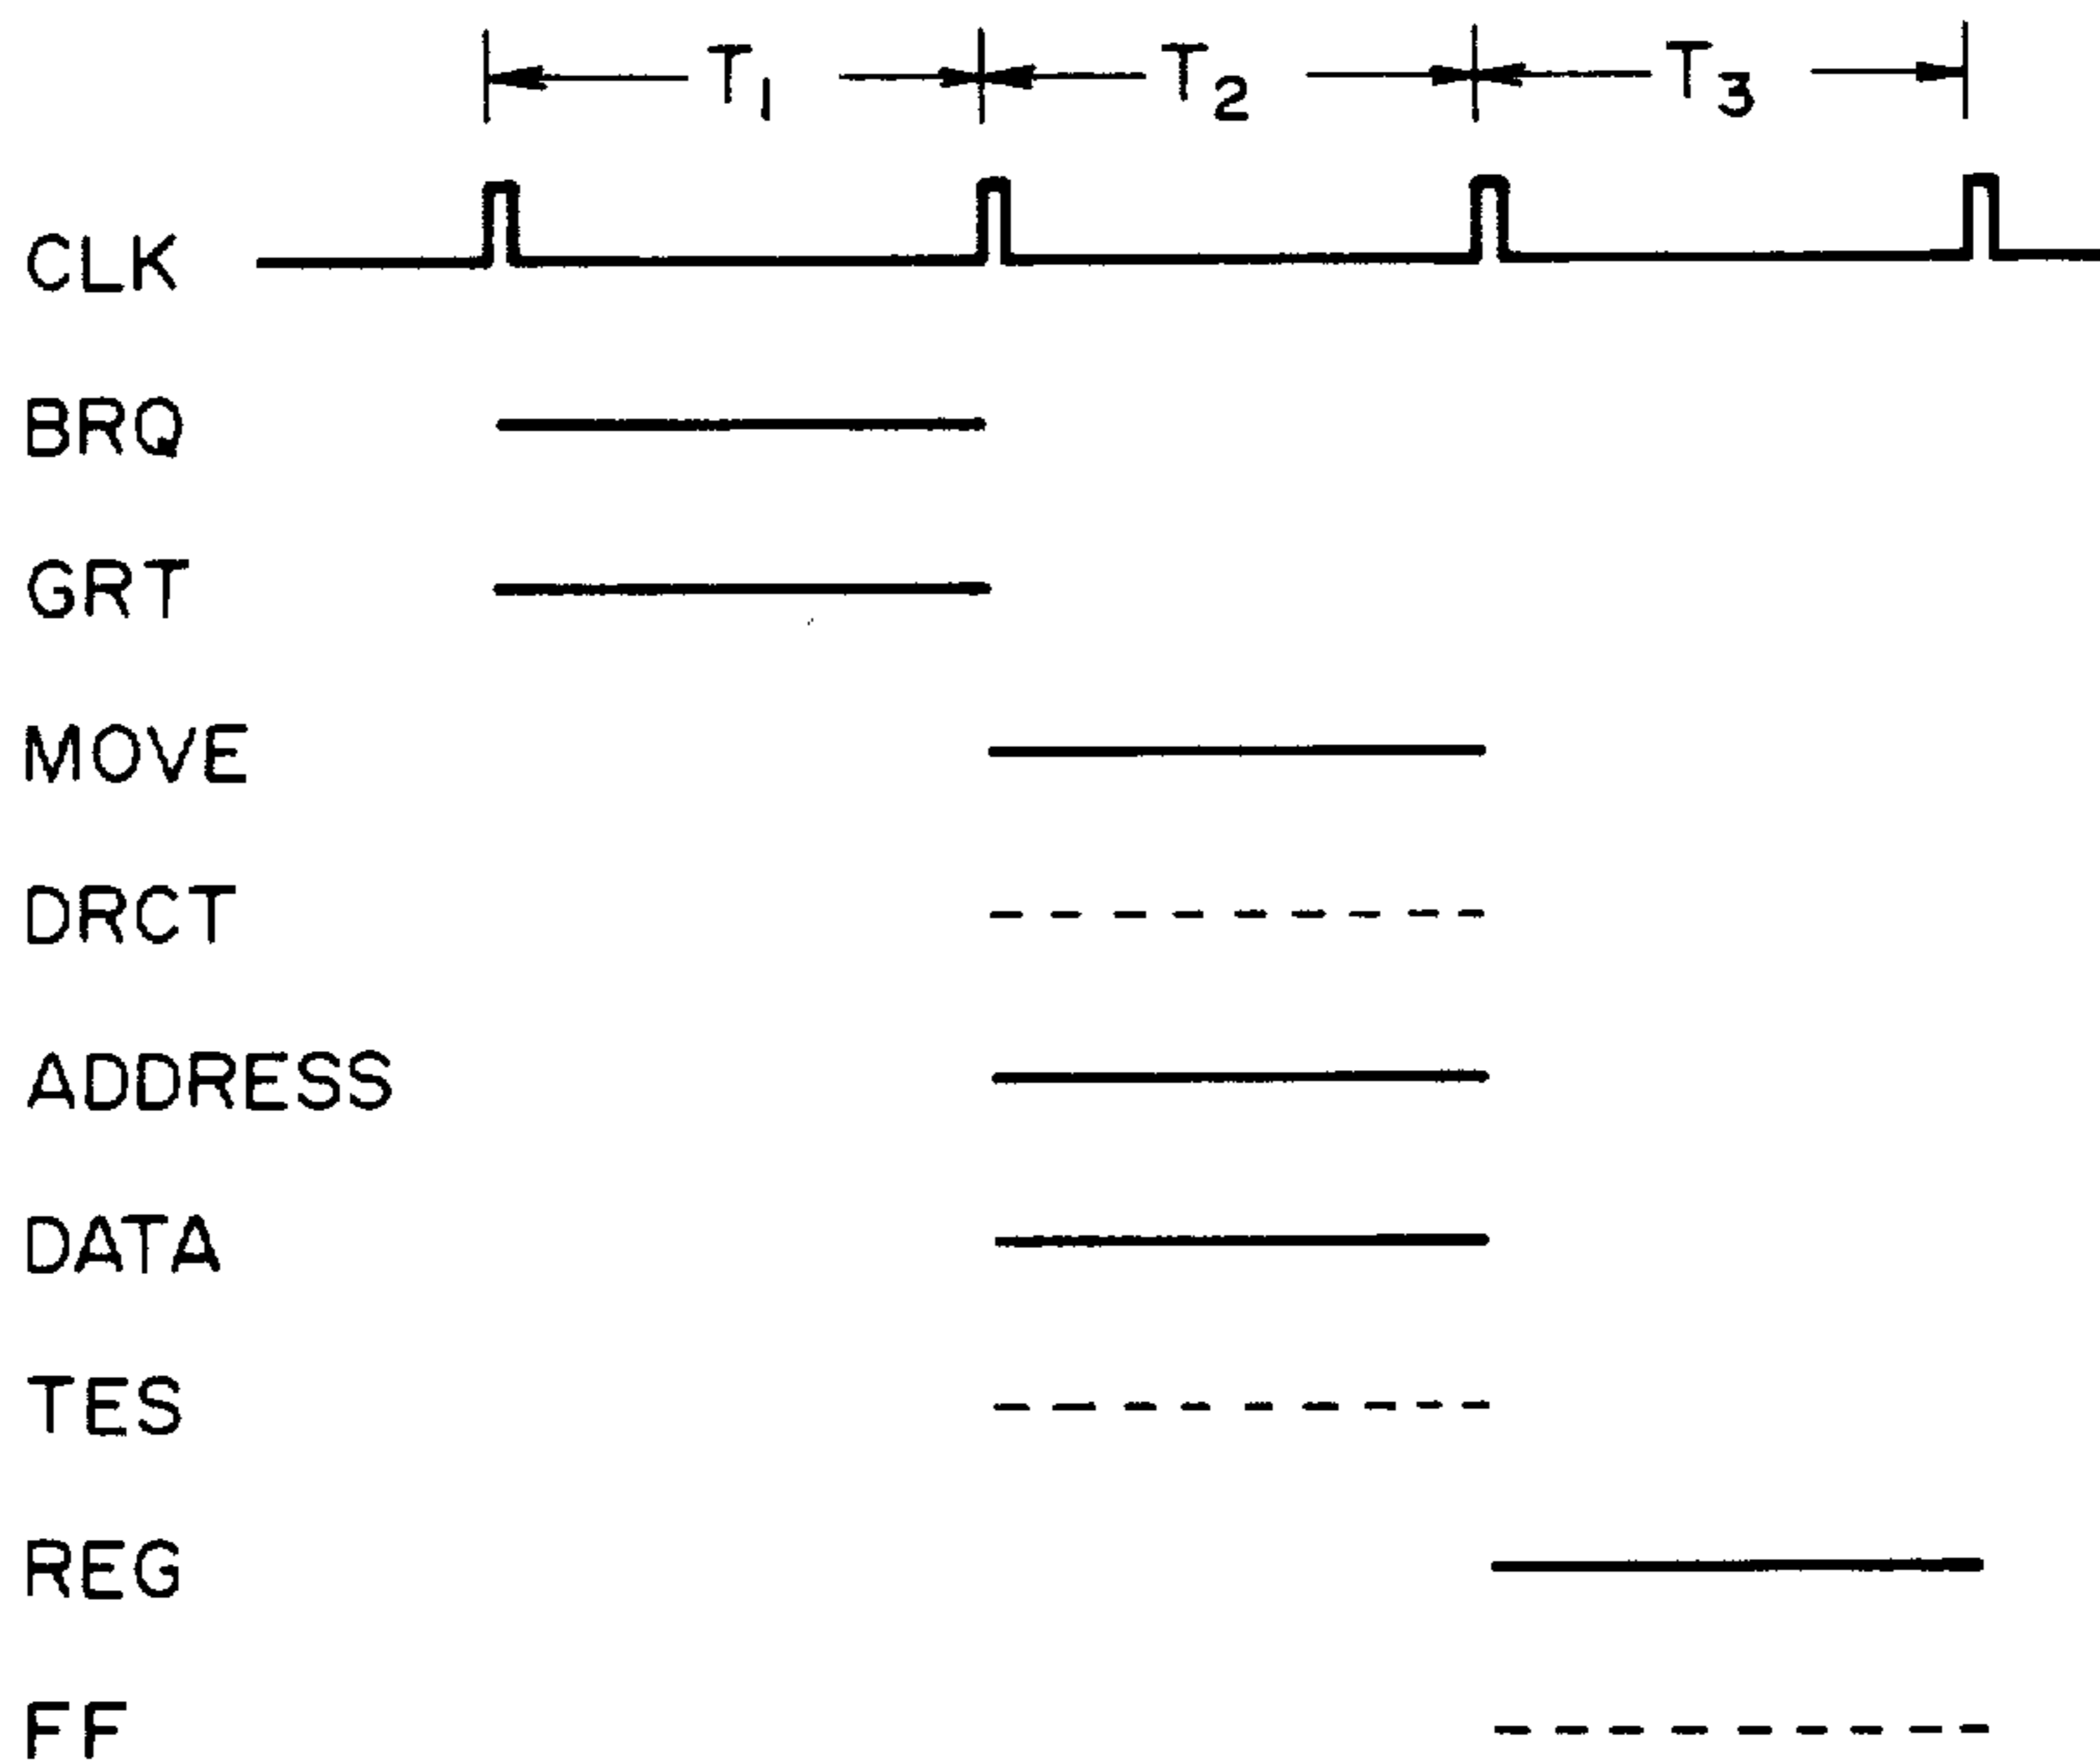 T1 T2 T3
CLK
BRQ
GRT
MOVE
DRCT
ADDRESS
DATA
TES
REG
FF